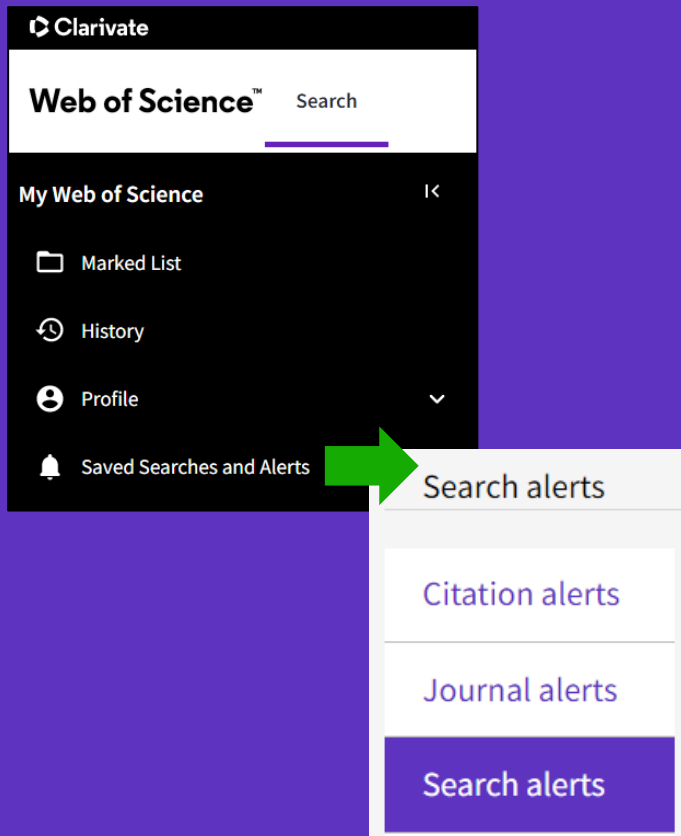 Clarivate
Web of Science™ Search
My Web of Science
Marked List
History
Profile
Saved Searches and Alerts
Search alerts
Citation alerts
Journal alerts
Search alerts